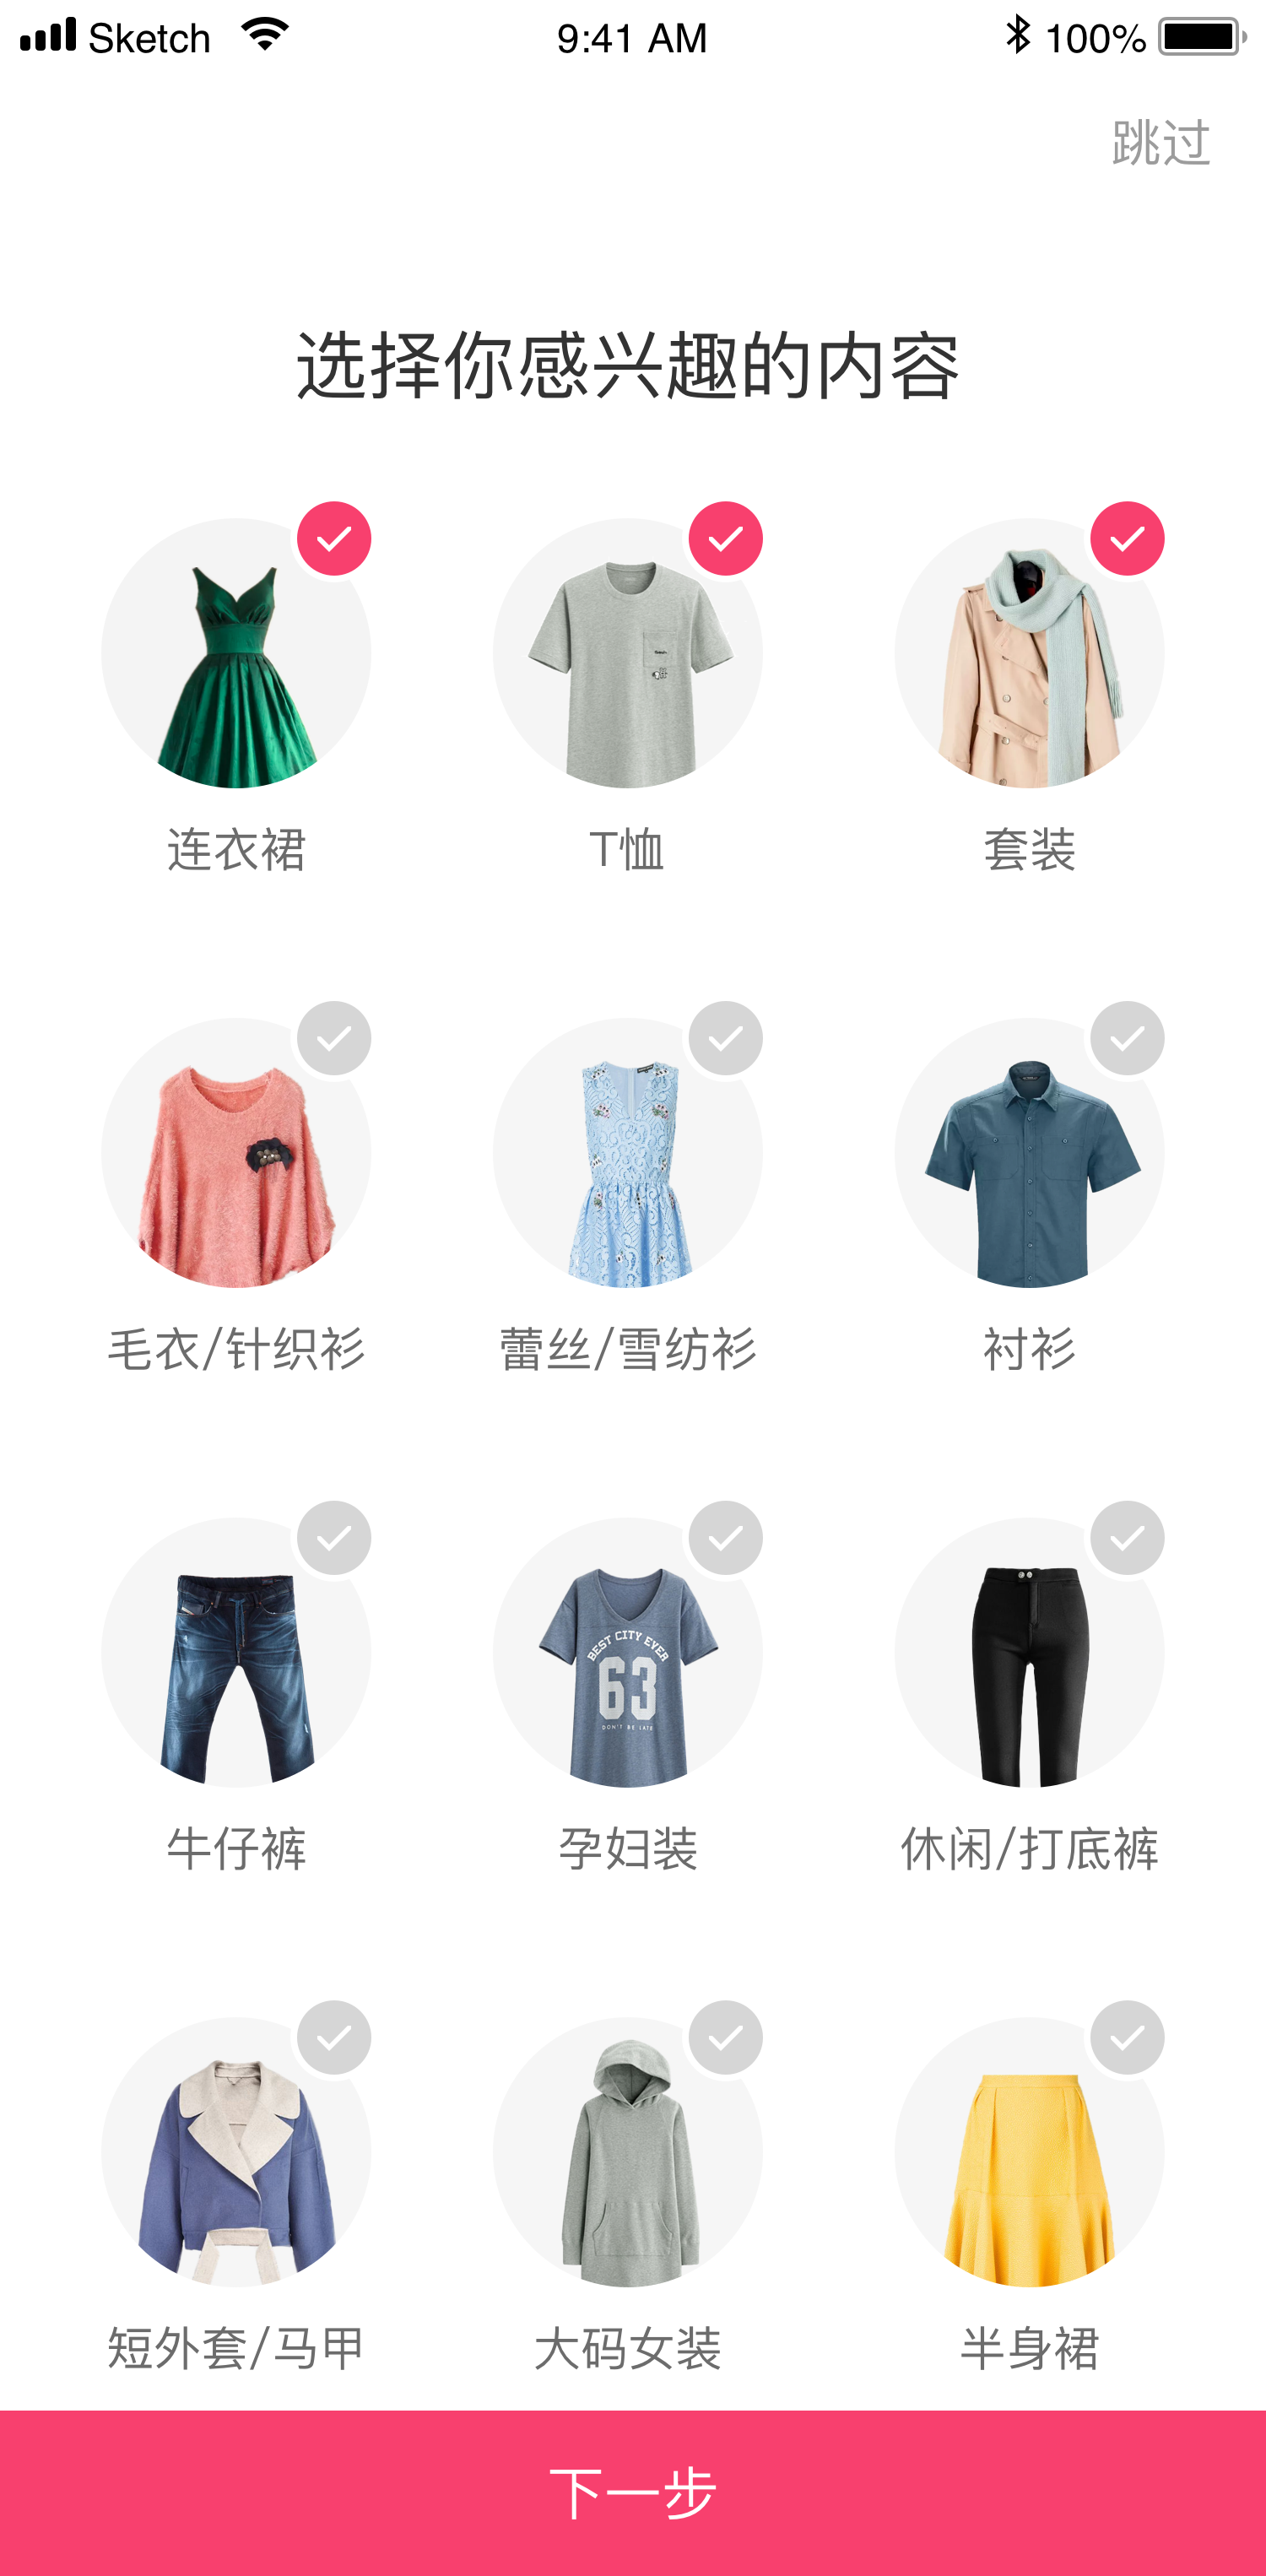 Sketch 9:41 AM 100%
跳过
选择你感兴趣的内容
连衣裙 T恤 套装
毛衣/针织衫 蕾丝/雪纺衫 衬衫
BEST CITY EVER
63
DON'T BE LATE
牛仔裤 孕妇装 休闲/打底裤
短外套/马甲 大码女装 半身裙
下一步